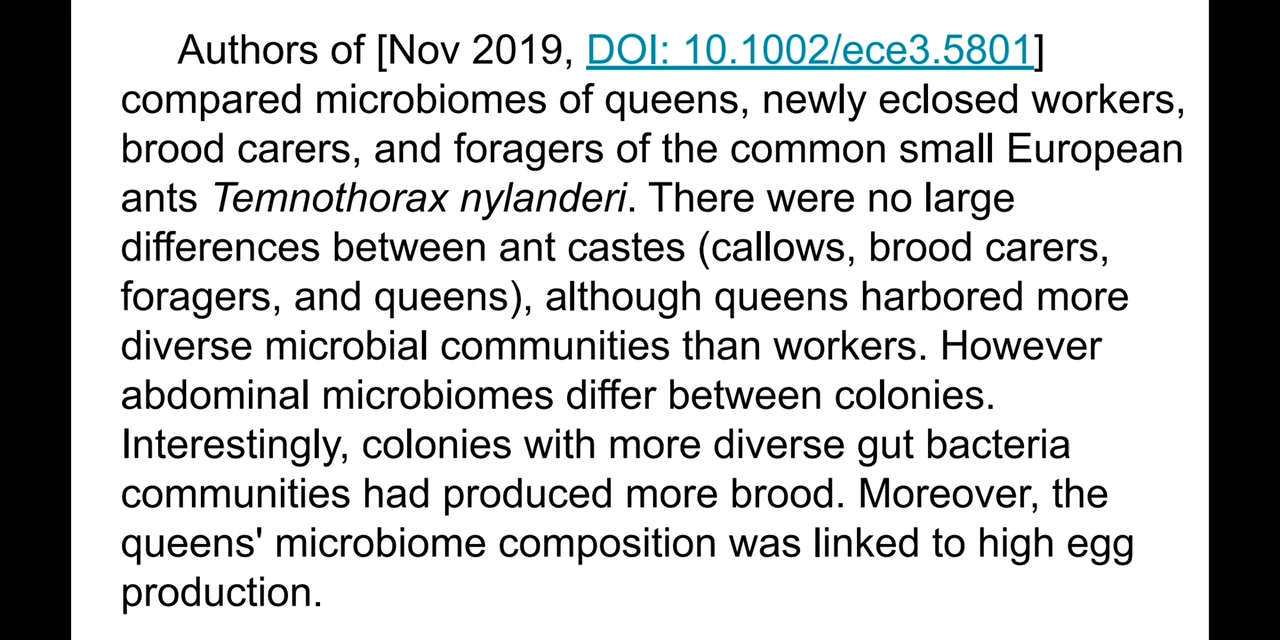 Authors of [Nov 2019, DOI: 10.1002/ece3.5801]
compared microbiomes of queens, newly eclosed workers,
brood carers, and foragers of the common small European
ants Temnothorax nylanderi. There were no large
differences between ant castes (callows, brood carers,
foragers, and queens), although queens harbored more
diverse microbial communities than workers. However
abdominal microbiomes differ between colonies.
Interestingly, colonies with more diverse gut bacteria
communities had produced more brood. Moreover, the
queens' microbiome composition was linked to high egg
production.